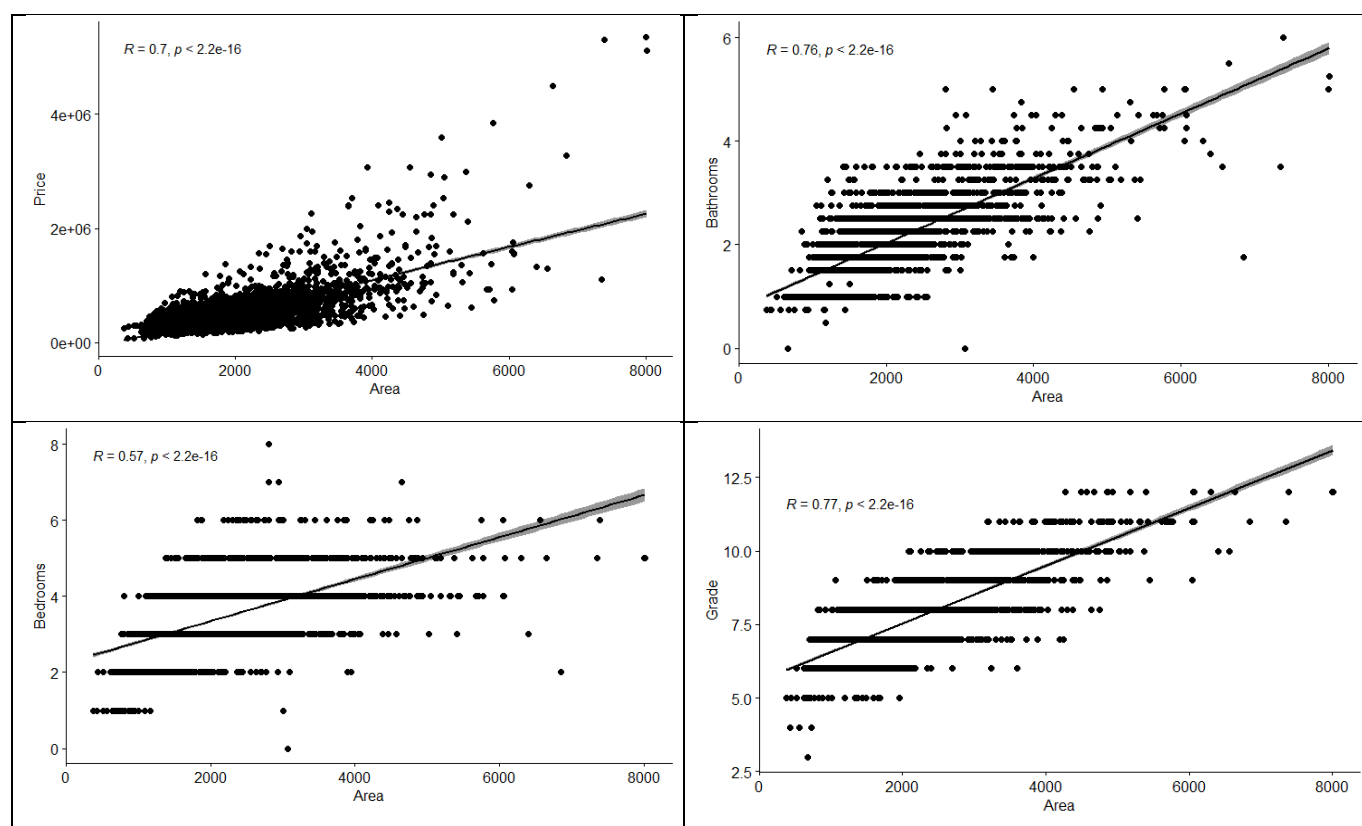 R = 0.7, p < 2.2e-16
Price
4e+06
2e+06
0e+00
0 2000 4000 6000 8000
Area
R = 0.76, p < 2.2e-16
Bathrooms
6
4
2
0
0 2000 4000 6000 8000
Area
R = 0.57, p < 2.2e-16
Bedrooms
8
6
4
2
0
0 2000 4000 6000 8000
Area
R = 0.77, p < 2.2e-16
Grade
12.5
10.0
7.5
5.0
2.5
0 2000 4000 6000 8000
Area